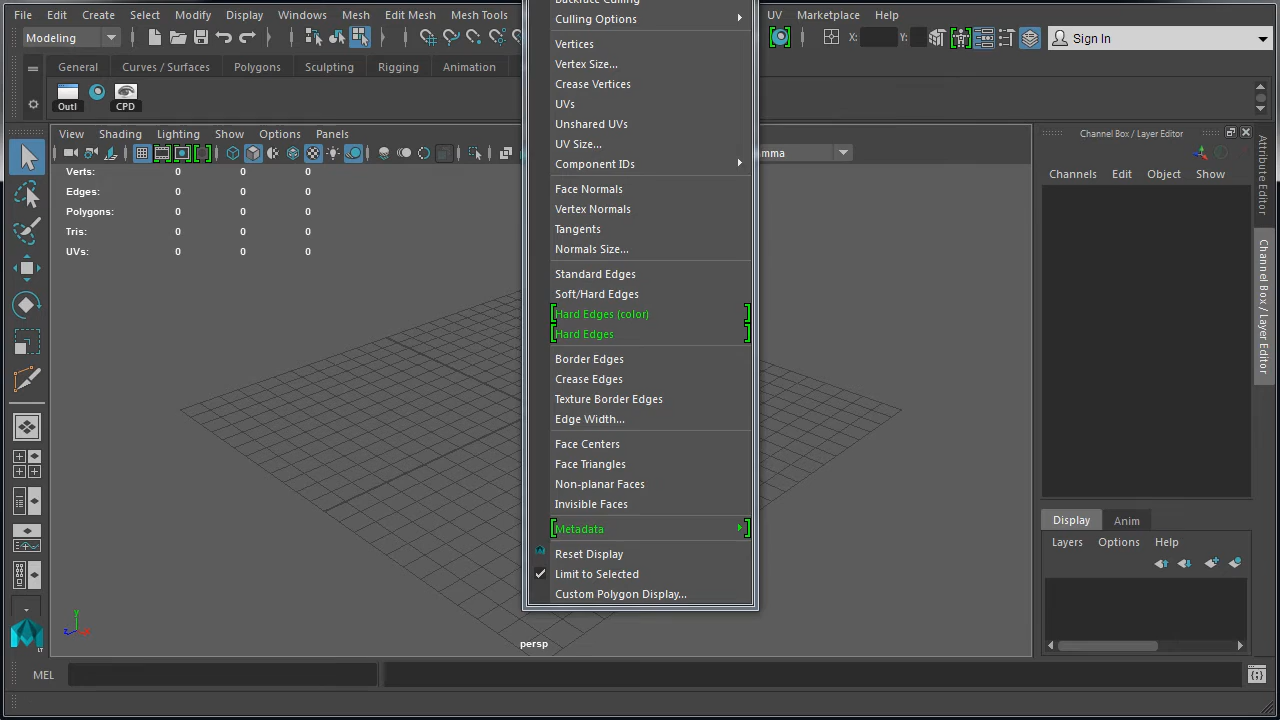 File Edit Create Select Modify Display Windows Mesh Edit Mesh Mesh Tools UV Marketplace Help
Modeling X: Y: Sign In
General Curves / Surfaces Polygons Sculpting Rigging Animation
Outl CPD
View Shading Lighting Show Options Panels
mma
Verts: 0 0 0
Edges: 0 0 0
Polygons: 0 0 0
Tris: 0 0 0
UVs: 0 0 0
Backface Culling
Culling Options
Vertices
Vertex Size...
Crease Vertices
UVs
Unshared UVs
UV Size...
Component IDs
Face Normals
Vertex Normals
Tangents
Normals Size...
Standard Edges
Soft/Hard Edges
Hard Edges (color)
Hard Edges
Border Edges
Crease Edges
Texture Border Edges
Edge Width...
Face Centers
Face Triangles
Non-planar Faces
Invisible Faces
Metadata
Reset Display
Limit to Selected
Custom Polygon Display...
persp
y
z
x
LT
Channel Box / Layer Editor
Channels Edit Object Show
Attribute Editor
Channel Box / Layer Editor
Display Anim
Layers Options Help
MEL